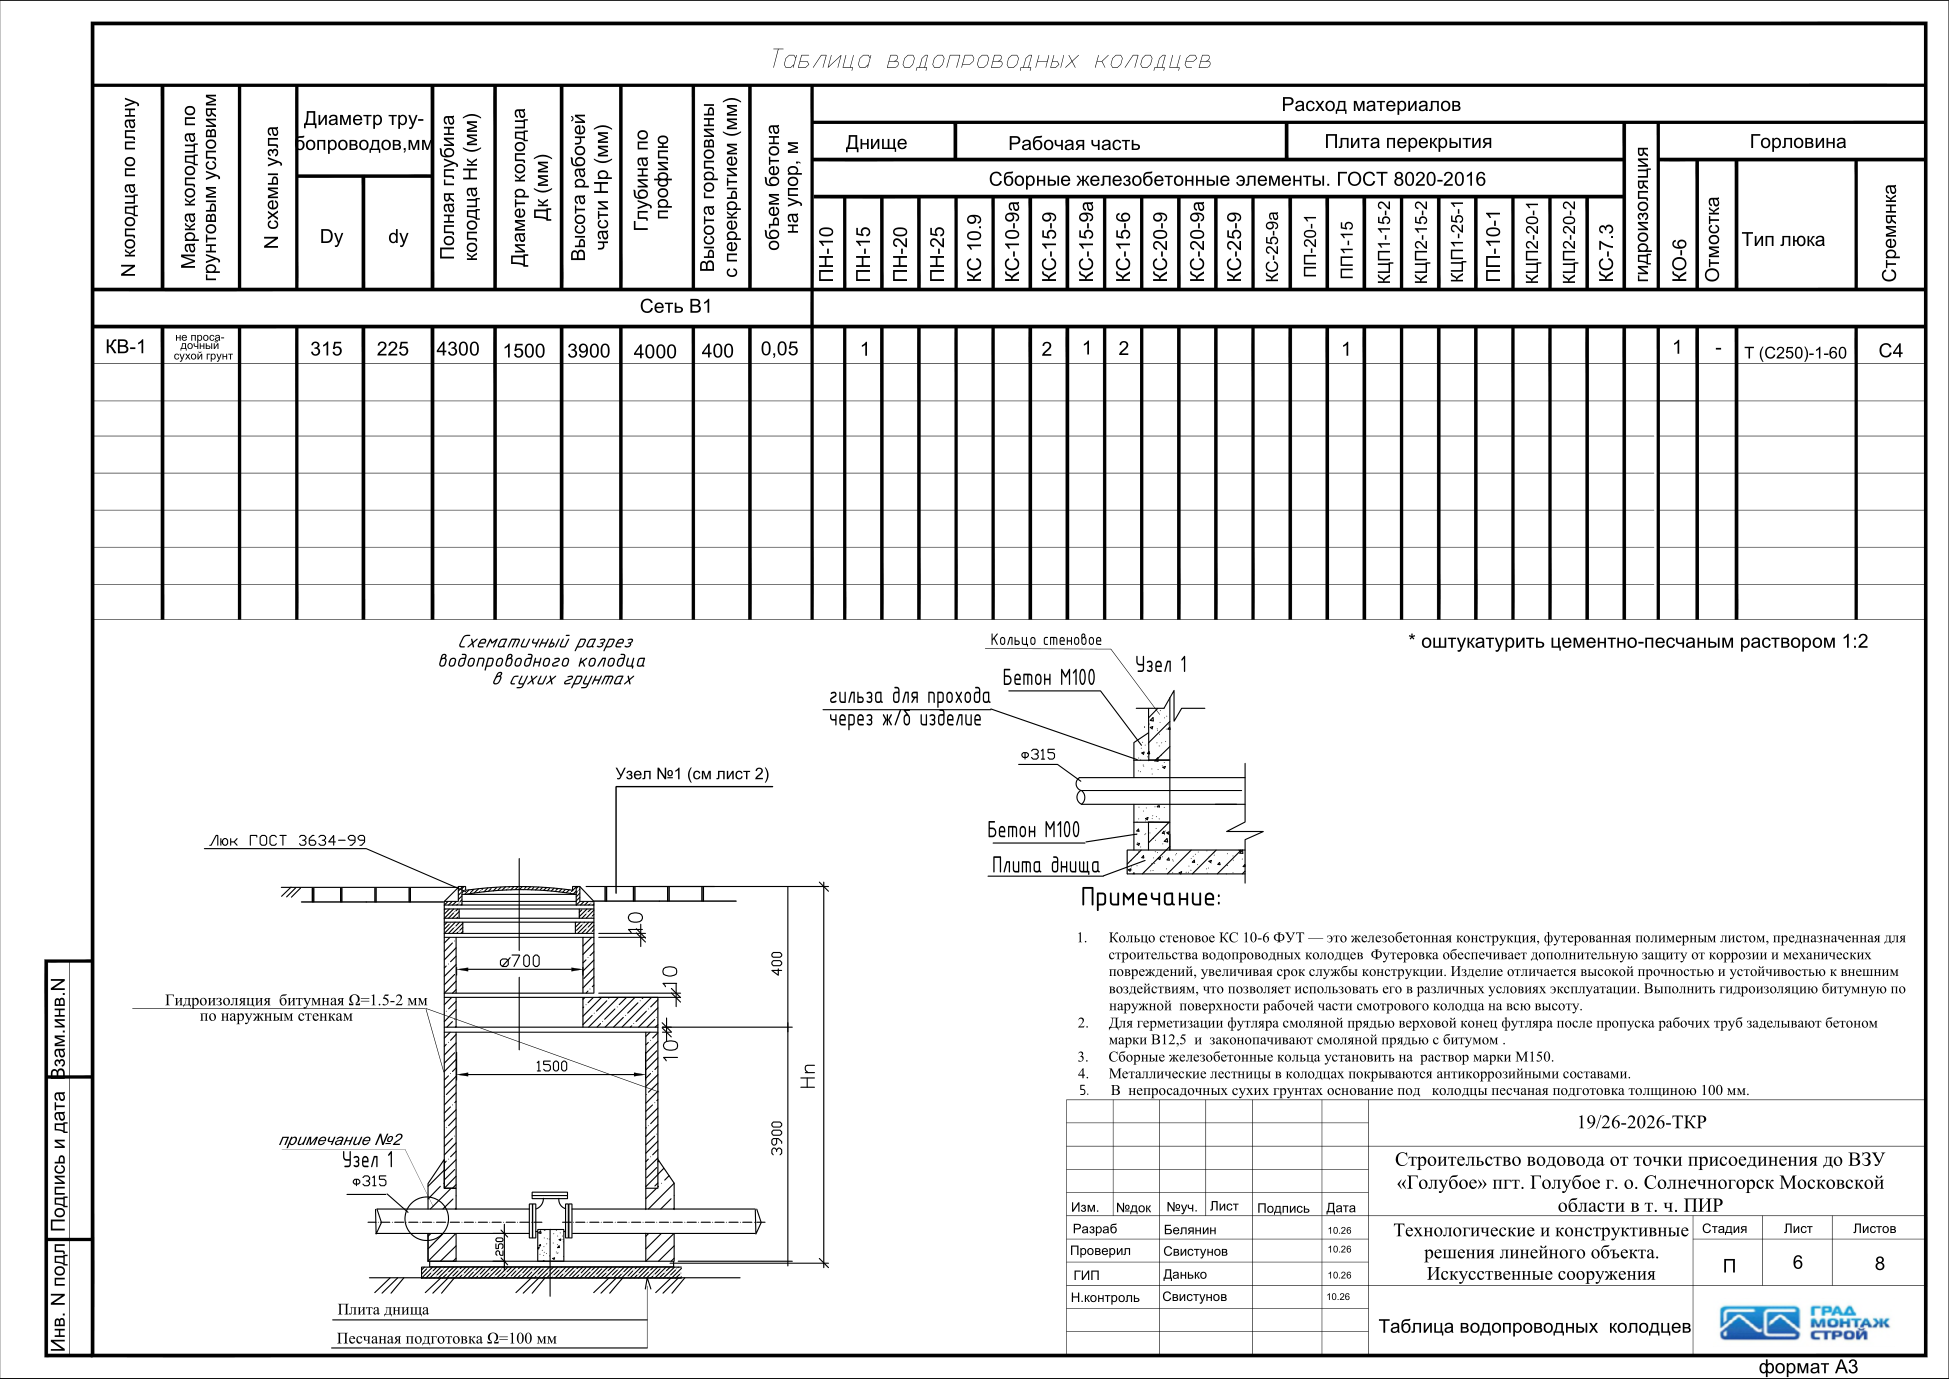 Таблица водопроводных колодцев
N колодца по плану
Марка колодца по
грунтовым условиям
N схемы узла
Диаметр тру-
бопроводов,мм
Dy
dy
Полная глубина
колодца Нк (мм)
Диаметр колодца
Дк (мм)
Высота рабочей
части Нр (мм)
Глубина по
профилю
Высота горловины
с перекрытием (мм)
объем бетона
на упор, м
Расход материалов
Днище
Рабочая часть
Плита перекрытия
гидроизоляция
Горловина
Сборные железобетонные элементы. ГОСТ 8020-2016
ПН-10
ПН-15
ПН-20
ПН-25
КС 10.9
КС-10-9а
КС-15-9
КС-15-9а
КС-15-6
КС-20-9
КС-20-9а
КС-25-9
КС-25-9а
ПП-20-1
ПП1-15
КЦП1-15-2
КЦП2-15-2
КЦП1-25-1
ПП-10-1
КЦП2-20-1
КЦП2-20-2
КС-7.3
КО-6
Отмостка
Тип люка
Стремянка
Сеть В1
КВ-1
не проса-
дочный
сухой грунт
315
225
4300
1500
3900
4000
400
0,05
1
2
1
2
1
1
-
Т (С250)-1-60
С4
Схематичный разрез
водопроводного колодца
в сухих грунтах
Кольцо стеновое
Узел 1
Бетон М100
гильза для прохода
через ж/б изделие
Φ315
Бетон М100
Плита днища
* оштукатурить цементно-песчаным раствором 1:2
Узел №1 (см лист 2)
Люк ГОСТ 3634-99
10
⌀700
400
10
Гидроизоляция битумная Ω=1.5-2 мм
по наружным стенкам
10
1500
Нп
3900
примечание №2
Узел 1
Φ315
250
Плита днища
Песчаная подготовка Ω=100 мм
Примечание:
1. Кольцо стеновое КС 10-6 ФУТ — это железобетонная конструкция, футерованная полимерным листом, предназначенная для
строительства водопроводных колодцев Футеровка обеспечивает дополнительную защиту от коррозии и механических
повреждений, увеличивая срок службы конструкции. Изделие отличается высокой прочностью и устойчивостью к внешним
воздействиям, что позволяет использовать его в различных условиях эксплуатации. Выполнить гидроизоляцию битумную по
наружной поверхности рабочей части смотрового колодца на всю высоту.
2. Для герметизации футляра смоляной прядью верховой конец футляра после пропуска рабочих труб заделывают бетоном
марки В12,5 и законопачивают смоляной прядью с битумом .
3. Сборные железобетонные кольца установить на раствор марки М150.
4. Металлические лестницы в колодцах покрываются антикоррозийными составами.
5. В непросадочных сухих грунтах основание под колодцы песчаная подготовка толщиною 100 мм.
19/26-2026-ТКР
Строительство водовода от точки присоединения до ВЗУ
«Голубое» пгт. Голубое г. о. Солнечногорск Московской
области в т. ч. ПИР
Изм. №док №уч. Лист Подпись Дата
Разраб Белянин 10.26
Проверил Свистунов 10.26
ГИП Данько 10.26
Н.контроль Свистунов 10.26
Технологические и конструктивные
решения линейного объекта.
Искусственные сооружения
Стадия Лист Листов
П 6 8
Таблица водопроводных колодцев
ГРАД
МОНТАЖ
СТРОЙ
формат А3
Взам.инв.N
Подпись и дата
Инв. N подл